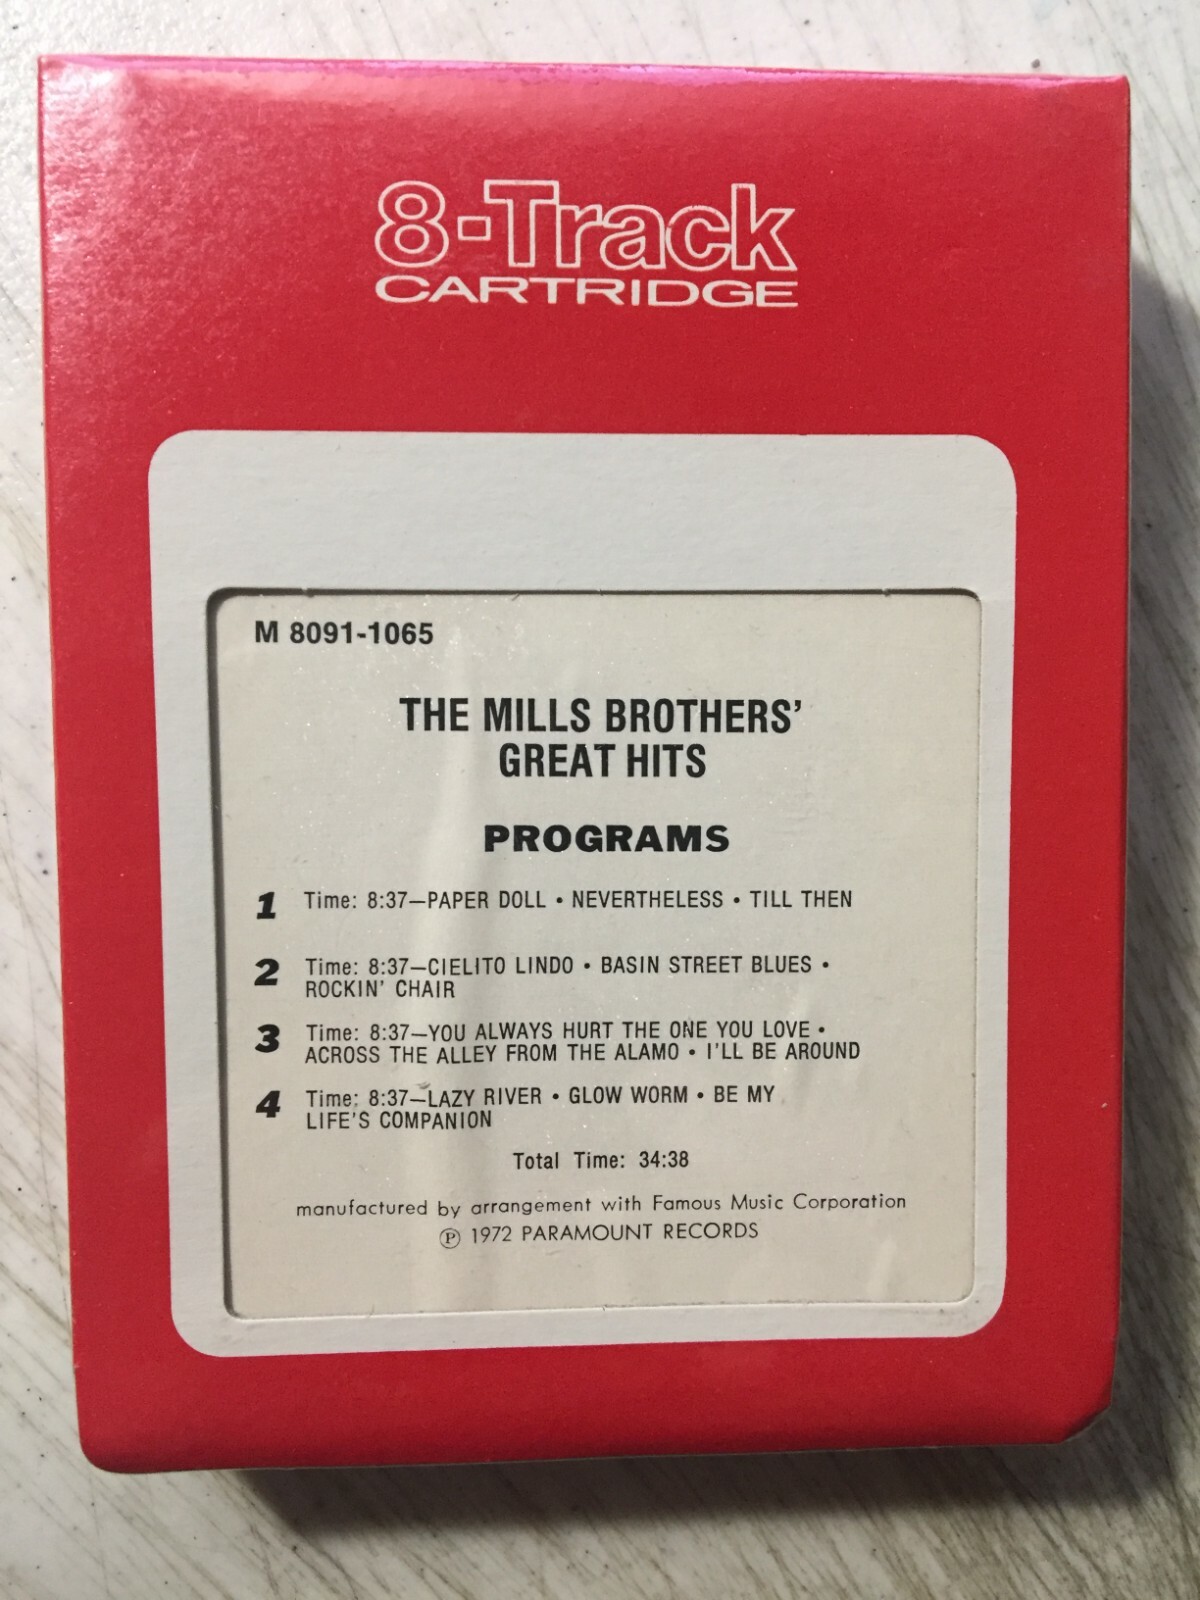 8-Track
CARTRIDGE
M 8091-1065
THE MILLS BROTHERS’
GREAT HITS
PROGRAMS
1 Time: 8:37—PAPER DOLL • NEVERTHELESS • TILL THEN
2 Time: 8:37—CIELITO LINDO • BASIN STREET BLUES •
ROCKIN’ CHAIR
3 Time: 8:37—YOU ALWAYS HURT THE ONE YOU LOVE •
ACROSS THE ALLEY FROM THE ALAMO • I’LL BE AROUND
4 Time: 8:37—LAZY RIVER • GLOW WORM • BE MY
LIFE’S COMPANION
Total Time: 34:38
manufactured by arrangement with Famous Music Corporation
℗ 1972 PARAMOUNT RECORDS